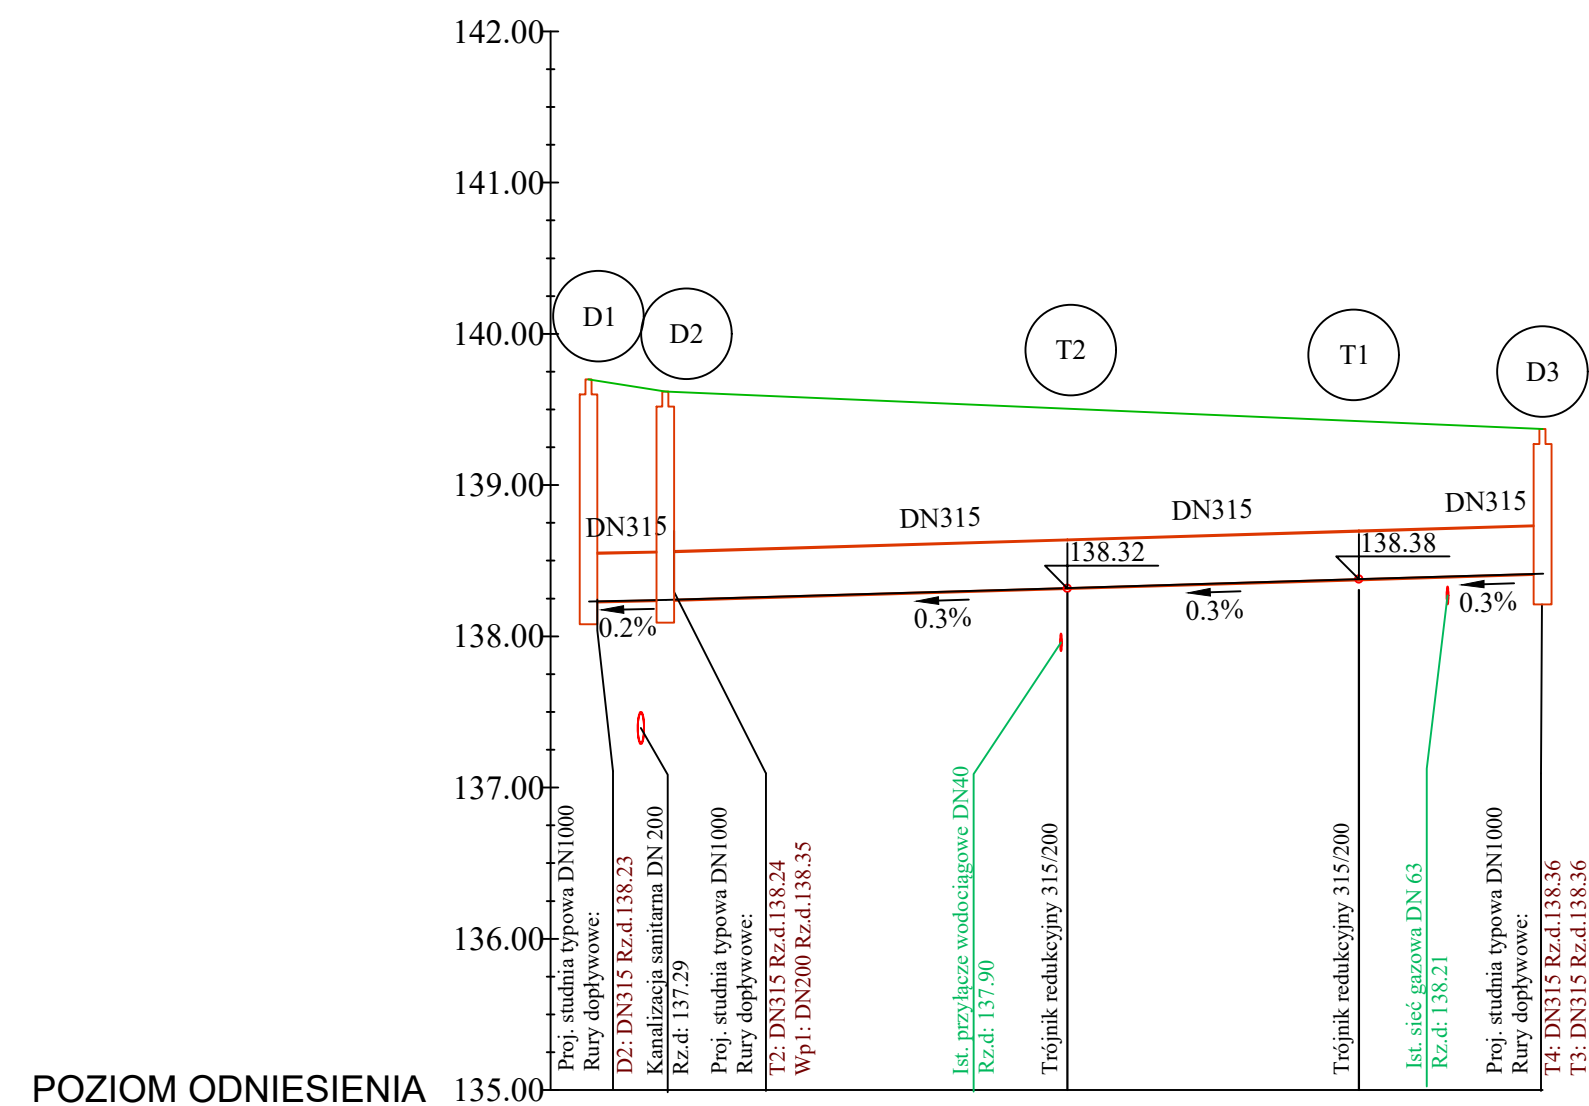 142.00
141.00
140.00
139.00
138.00
137.00
136.00
POZIOM ODNIESIENIA 135.00
D1
D2
T2
T1
D3
DN315
DN315
DN315
DN315
138.32
138.38
0.2%
0.3%
0.3%
0.3%
Proj. studnia typowa DN1000
Rury dopływowe:
D2: DN315 Rz.d.138.23
Kanalizacja sanitarna DN 200
Rz.d: 137.29
Proj. studnia typowa DN1000
Rury dopływowe:
T2: DN315 Rz.d.138.24
Wp1: DN200 Rz.d.138.35
Ist. przyłącze wodociągowe DN40
Rz.d: 137.90
Trójnik redukcyjny 315/200
Trójnik redukcyjny 315/200
Ist. sieć gazowa DN 63
Rz.d: 138.21
Proj. studnia typowa DN1000
Rury dopływowe:
T4: DN315 Rz.d.138.36
T3: DN315 Rz.d.138.36